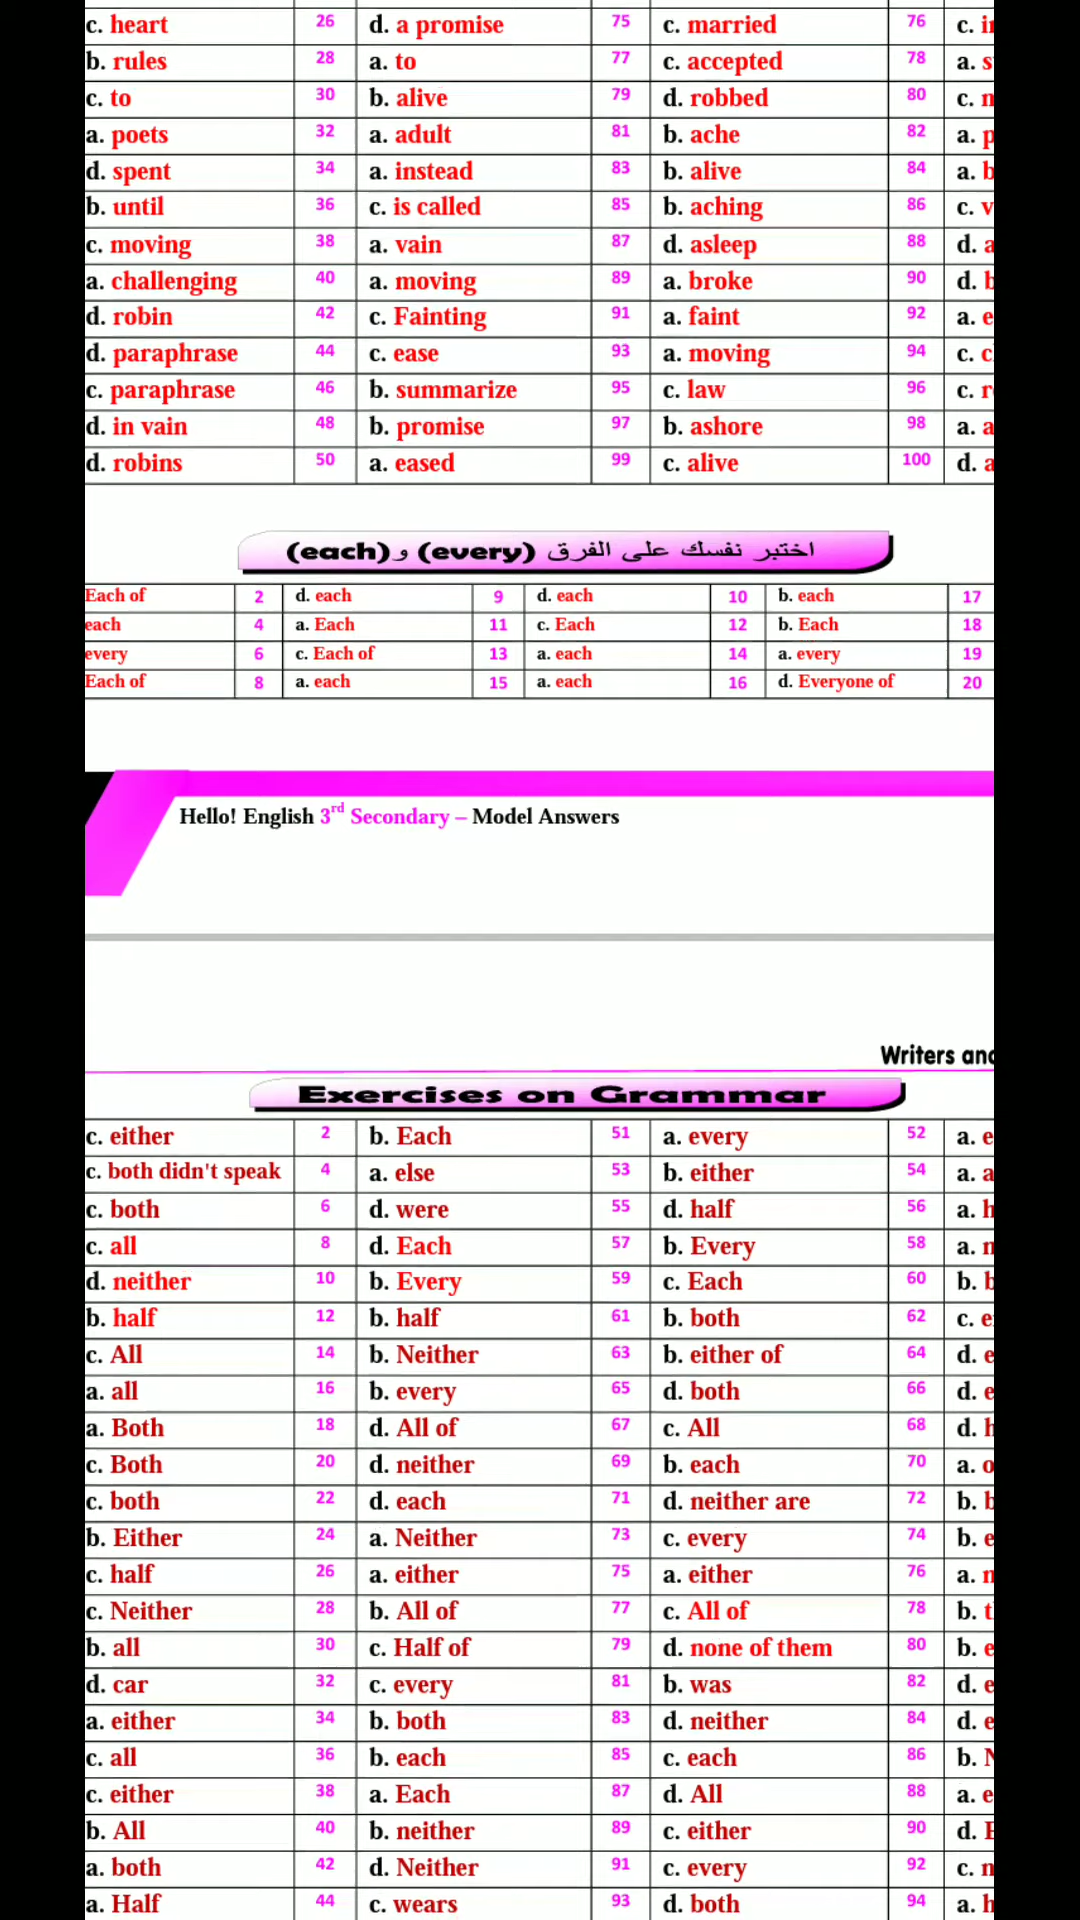 c. heart 26 d. a promise 75 c. married 76 c.
b. rules 28 a. to 77 c. accepted 78 a.
c. to 30 b. alive 79 d. robbed 80 c.
a. poets 32 a. adult 81 b. ache 82 a.
d. spent 34 a. instead 83 b. alive 84 a.
b. until 36 c. is called 85 b. aching 86 c.
c. moving 38 a. vain 87 d. asleep 88 d.
a. challenging 40 a. moving 89 a. broke 90 d.
d. robin 42 c. Fainting 91 a. faint 92 a.
d. paraphrase 44 c. ease 93 a. moving 94 c.
c. paraphrase 46 b. summarize 95 c. law 96 c.
d. in vain 48 b. promise 97 b. ashore 98 a.
d. robins 50 a. eased 99 c. alive 100 d.
اختبر نفسك على الفرق (every) و (each)
Each of 2 d. each 9 d. each 10 b. each 17
each 4 a. Each 11 c. Each 12 b. Each 18
every 6 c. Each of 13 a. each 14 a. every 19
Each of 8 a. each 15 a. each 16 d. Everyone of 20
Hello! English 3rd Secondary – Model Answers
Writers and
Exercises on Grammar
c. either 2 b. Each 51 a. every 52 a.
c. both didn't speak 4 a. else 53 b. either 54 a.
c. both 6 d. were 55 d. half 56 a.
c. all 8 d. Each 57 b. Every 58 a.
d. neither 10 b. Every 59 c. Each 60 b.
b. half 12 b. half 61 b. both 62 c.
c. All 14 b. Neither 63 b. either of 64 d.
a. all 16 b. every 65 d. both 66 d.
a. Both 18 d. All of 67 c. All 68 d.
c. Both 20 d. neither 69 b. each 70 a.
c. both 22 d. each 71 d. neither are 72 b.
b. Either 24 a. Neither 73 c. every 74 b.
c. half 26 a. either 75 a. either 76 a.
c. Neither 28 b. All of 77 c. All of 78 b.
b. all 30 c. Half of 79 d. none of them 80 b.
d. car 32 c. every 81 b. was 82 d.
a. either 34 b. both 83 d. neither 84 d.
c. all 36 b. each 85 c. each 86 b.
c. either 38 a. Each 87 d. All 88 a.
b. All 40 b. neither 89 c. either 90 d.
a. both 42 d. Neither 91 c. every 92 c.
a. Half 44 c. wears 93 d. both 94 a.